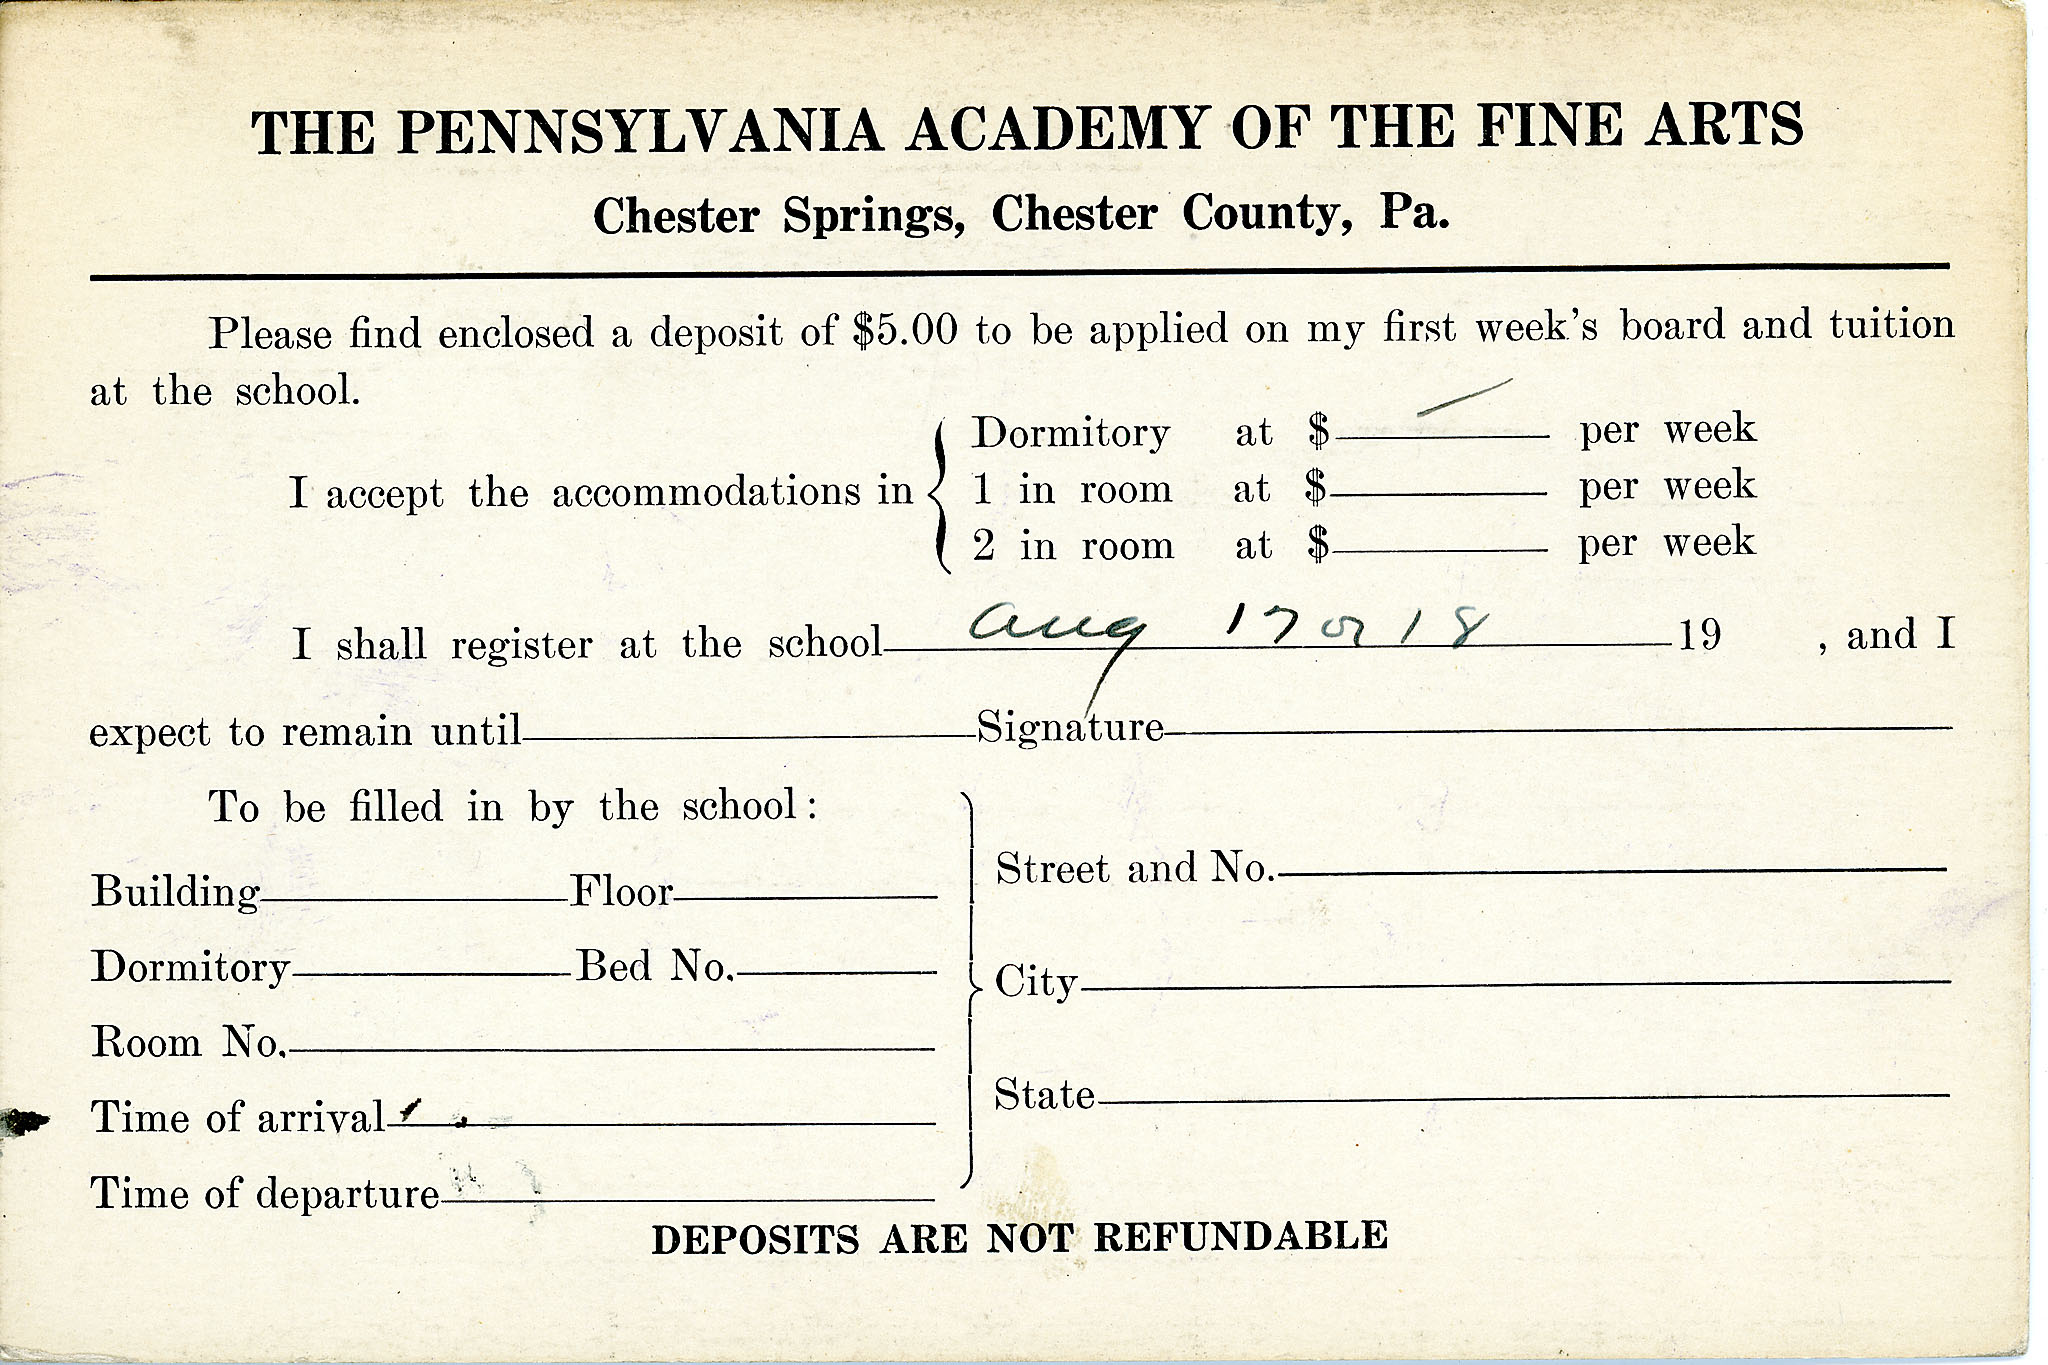 THE PENNSYLVANIA ACADEMY OF THE FINE ARTS
Chester Springs, Chester County, Pa.
Please find enclosed a deposit of $5.00 to be applied on my first week's board and tuition
at the school.
Dormitory at $ per week
I accept the accommodations in 1 in room at $ per week
2 in room at $ per week
I shall register at the school Aug 17 or 18 19 , and I
expect to remain until Signature
To be filled in by the school:
Street and No.
Building Floor
Dormitory Bed No.
City
Room No.
State
Time of arrival
Time of departure
DEPOSITS ARE NOT REFUNDABLE